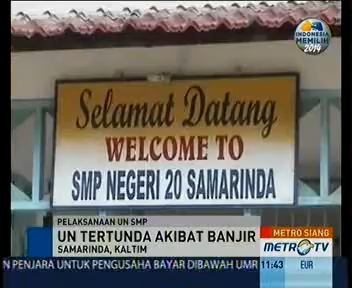 INDONESIA
MEMILIH
2014
Selamat Datang
WELCOME TO
SMP NEGERI 20 SAMARINDA
PELAKSANAAN UN SMP
METRO SIANG
UN TERTUNDA AKIBAT BANJIR
METRO TV
SAMARINDA, KALTIM
N PENJARA UNTUK PENGUSAHA BAYAR DIBAWAH UMR 11:43 EUR